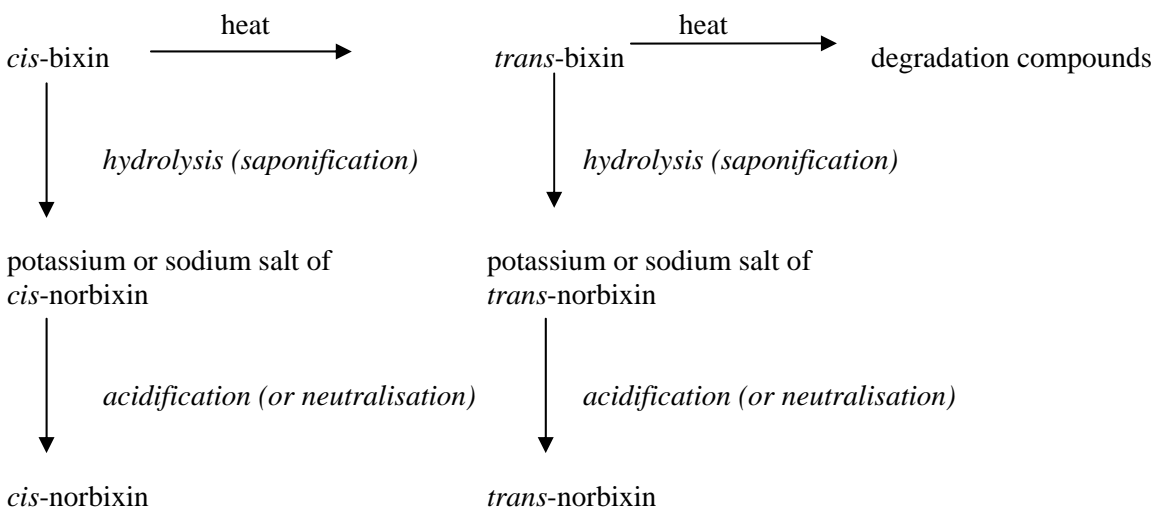 heat
heat
cis-bixin
trans-bixin
degradation compounds
hydrolysis (saponification)
hydrolysis (saponification)
potassium or sodium salt of
cis-norbixin
potassium or sodium salt of
trans-norbixin
acidification (or neutralisation)
acidification (or neutralisation)
cis-norbixin
trans-norbixin